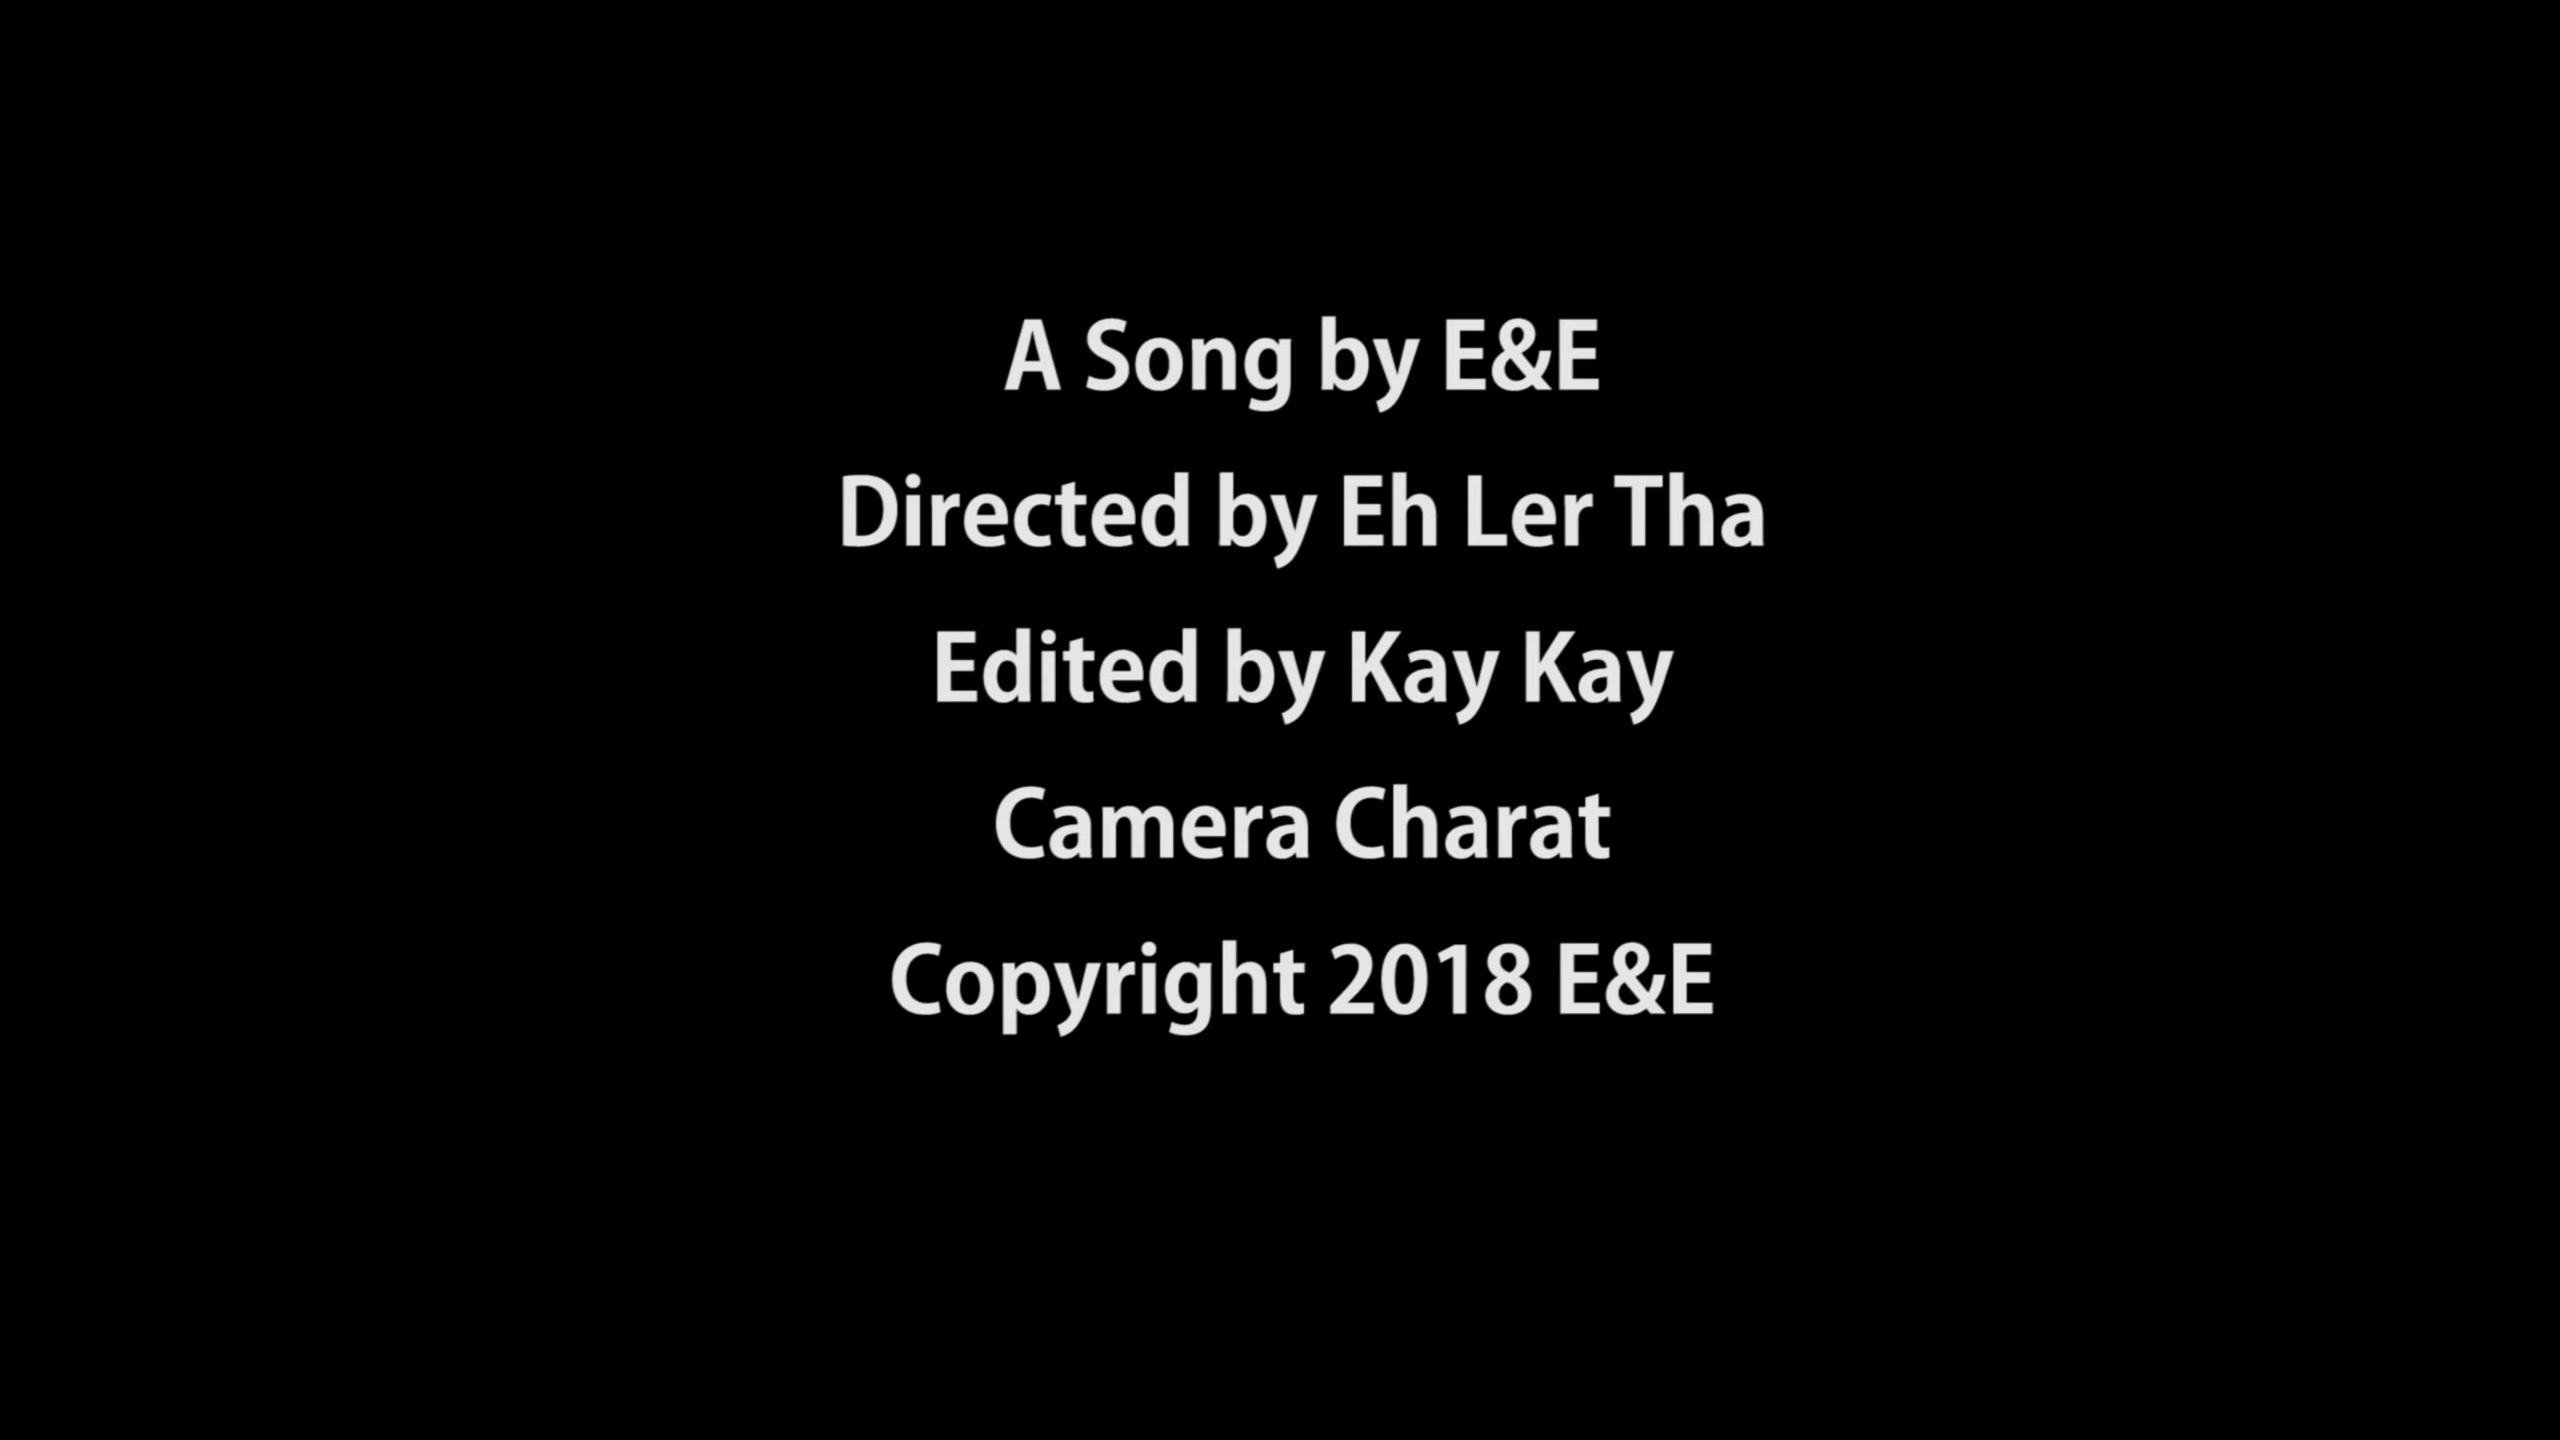 A Song by E&E
Directed by Eh Ler Tha
Edited by Kay Kay
Camera Charat
Copyright 2018 E&E